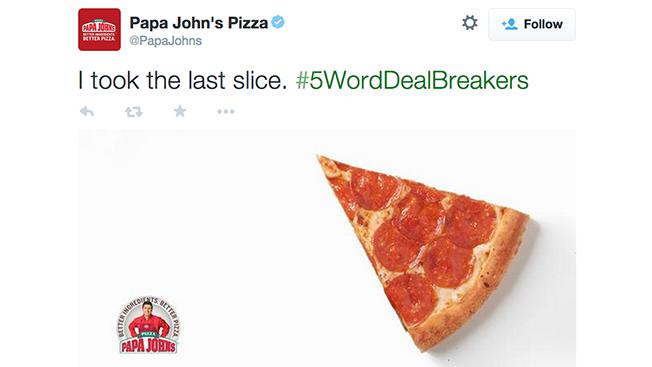 PAPA JOHNS
BETTER INGREDIENTS.
BETTER PIZZA.
Papa John's Pizza
@PapaJohns
Follow
I took the last slice. #5WordDealBreakers
BETTER INGREDIENTS. BETTER PIZZA.
PIZZA
PAPA JOHNS